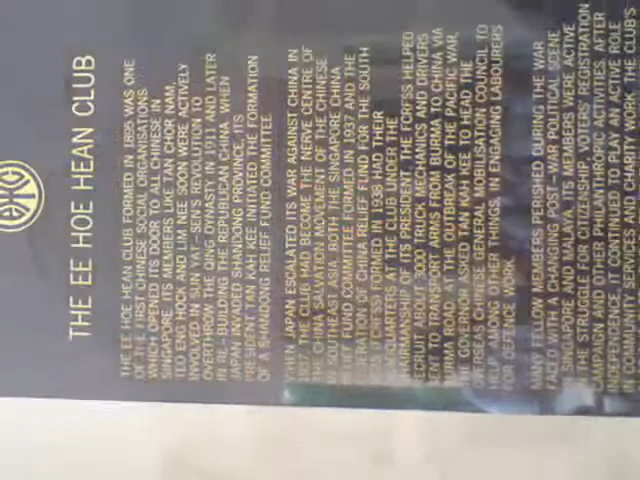 THE EE HOE HEAN CLUB
THE EE HOE HEAN CLUB FORMED IN 1895 WAS ONE
OF THE FIRST CHINESE SOCIAL ORGANISATIONS
WHICH OPENED ITS DOORS TO ALL CHINESE IN
SINGAPORE. ITS MEMBERS LIKE TAN CHOR NAM,
TEO ENG HOCK AND LIM NEE SOON WERE ACTIVELY
INVOLVED IN SUN YAT-SEN'S REVOLUTION TO
OVERTHROW THE QING DYNASTY IN 1911 AND LATER
IN RE-BUILDING THE REPUBLICAN CHINA. WHEN
JAPAN INVADED SHANDONG PROVINCE, ITS
PRESIDENT TAN KAH KEE INITIATED THE FORMATION
OF A SHANDONG RELIEF FUND COMMITTEE.
WHEN JAPAN ESCALATED ITS WAR AGAINST CHINA IN
1937, THE CLUB HAD BECOME THE NERVE CENTRE OF
THE CHINA SALVATION MOVEMENT OF THE CHINESE
IN SOUTHEAST ASIA. BOTH THE SINGAPORE CHINA
RELIEF FUND COMMITTEE FORMED IN 1937 AND THE
FEDERATION OF CHINA RELIEF FUND FOR THE SOUTH
FORMED IN 1938 HAD THEIR
HEADQUARTERS AT THE CLUB. UNDER THE
CHAIRMANSHIP OF ITS PRESIDENT, THE FCRFSS HELPED
RECRUIT ABOUT 3000 TRUCK MECHANICS AND DRIVERS
TO TRANSPORT ARMS FROM BURMA TO CHINA VIA
BURMA ROAD. AT THE OUTBREAK OF THE PACIFIC WAR,
THE GOVERNOR ASKED TAN KAH KEE TO HEAD THE
OVERSEAS CHINESE GENERAL MOBILISATION COUNCIL TO
HELP, AMONG OTHER THINGS, IN ENGAGING LABOURERS
FOR DEFENCE WORK.
MANY FELLOW MEMBERS PERISHED DURING THE WAR.
FACED WITH A CHANGING POST-WAR POLITICAL SCENE
SINGAPORE AND MALAYA, ITS MEMBERS WERE ACTIVE
THE STRUGGLE FOR CITIZENSHIP, VOTERS' REGISTRATION
CAMPAIGN AND OTHER PHILANTHROPIC ACTIVITIES. AFTER
INDEPENDENCE, IT CONTINUED TO PLAY AN ACTIVE ROLE
IN COMMUNITY SERVICES AND CHARITY WORK. THE CLUB'S